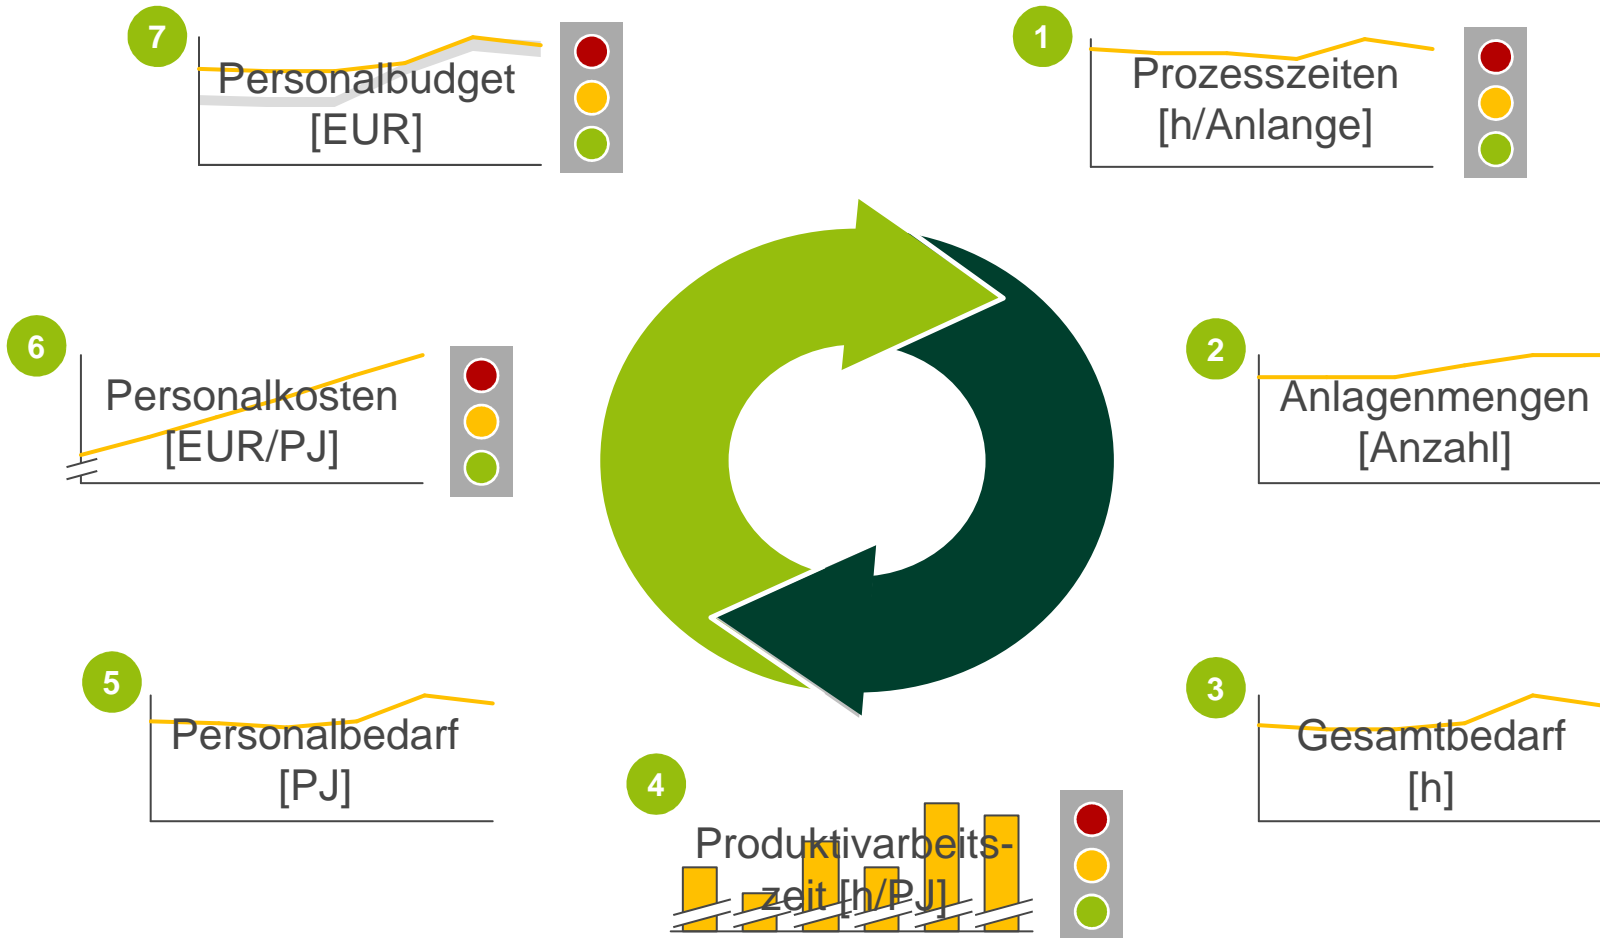 7
Personalbudget
[EUR]
1
Prozesszeiten
[h/Anlange]
6
Personalkosten
[EUR/PJ]
2
Anlagenmengen
[Anzahl]
5
Personalbedarf
[PJ]
3
Gesamtbedarf
[h]
4
Produktivarbeits-
zeit [h/PJ]